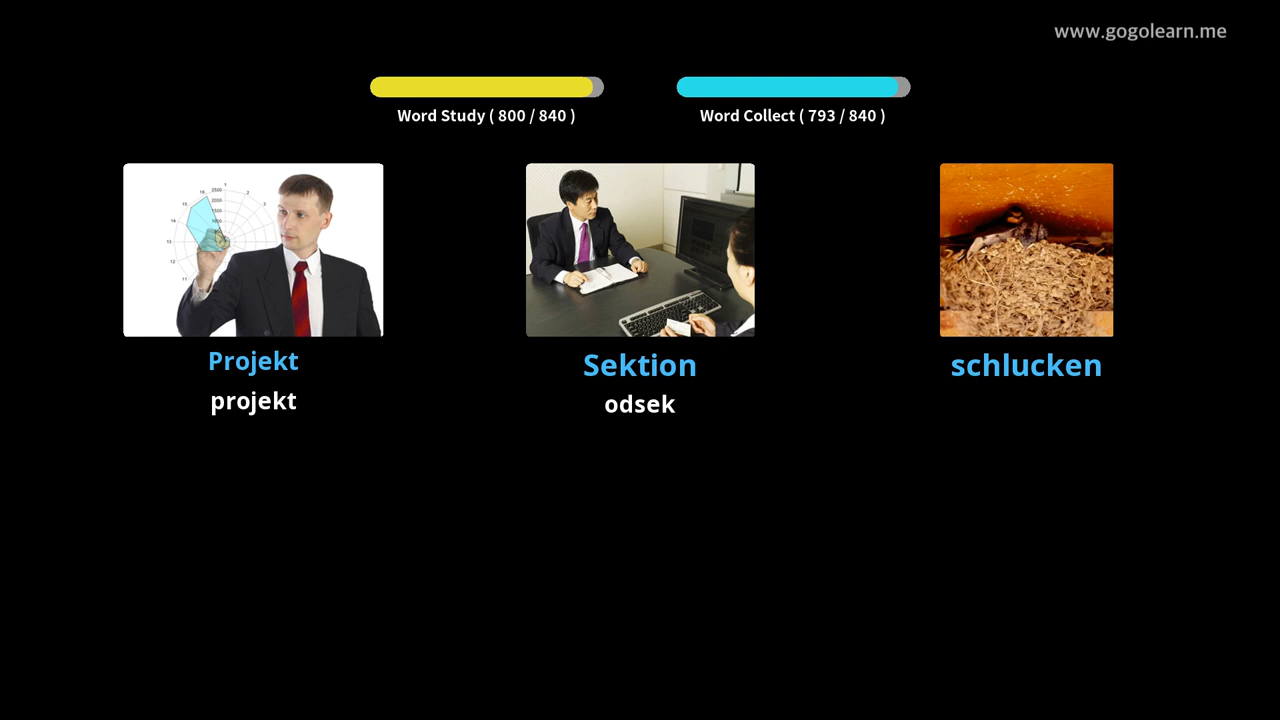 www.gogolearn.me
Word Study ( 800 / 840 )
Word Collect ( 793 / 840 )
Projekt
projekt
Sektion
odsek
schlucken